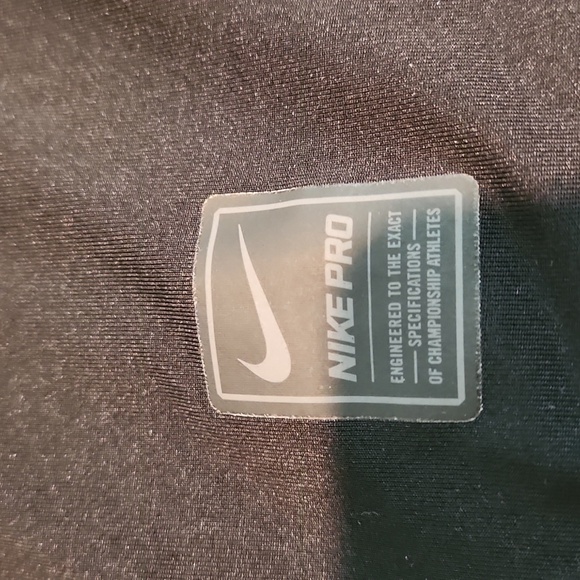 NIKE PRO
ENGINEERED TO THE EXACT
SPECIFICATIONS
OF CHAMPIONSHIP ATHLETES